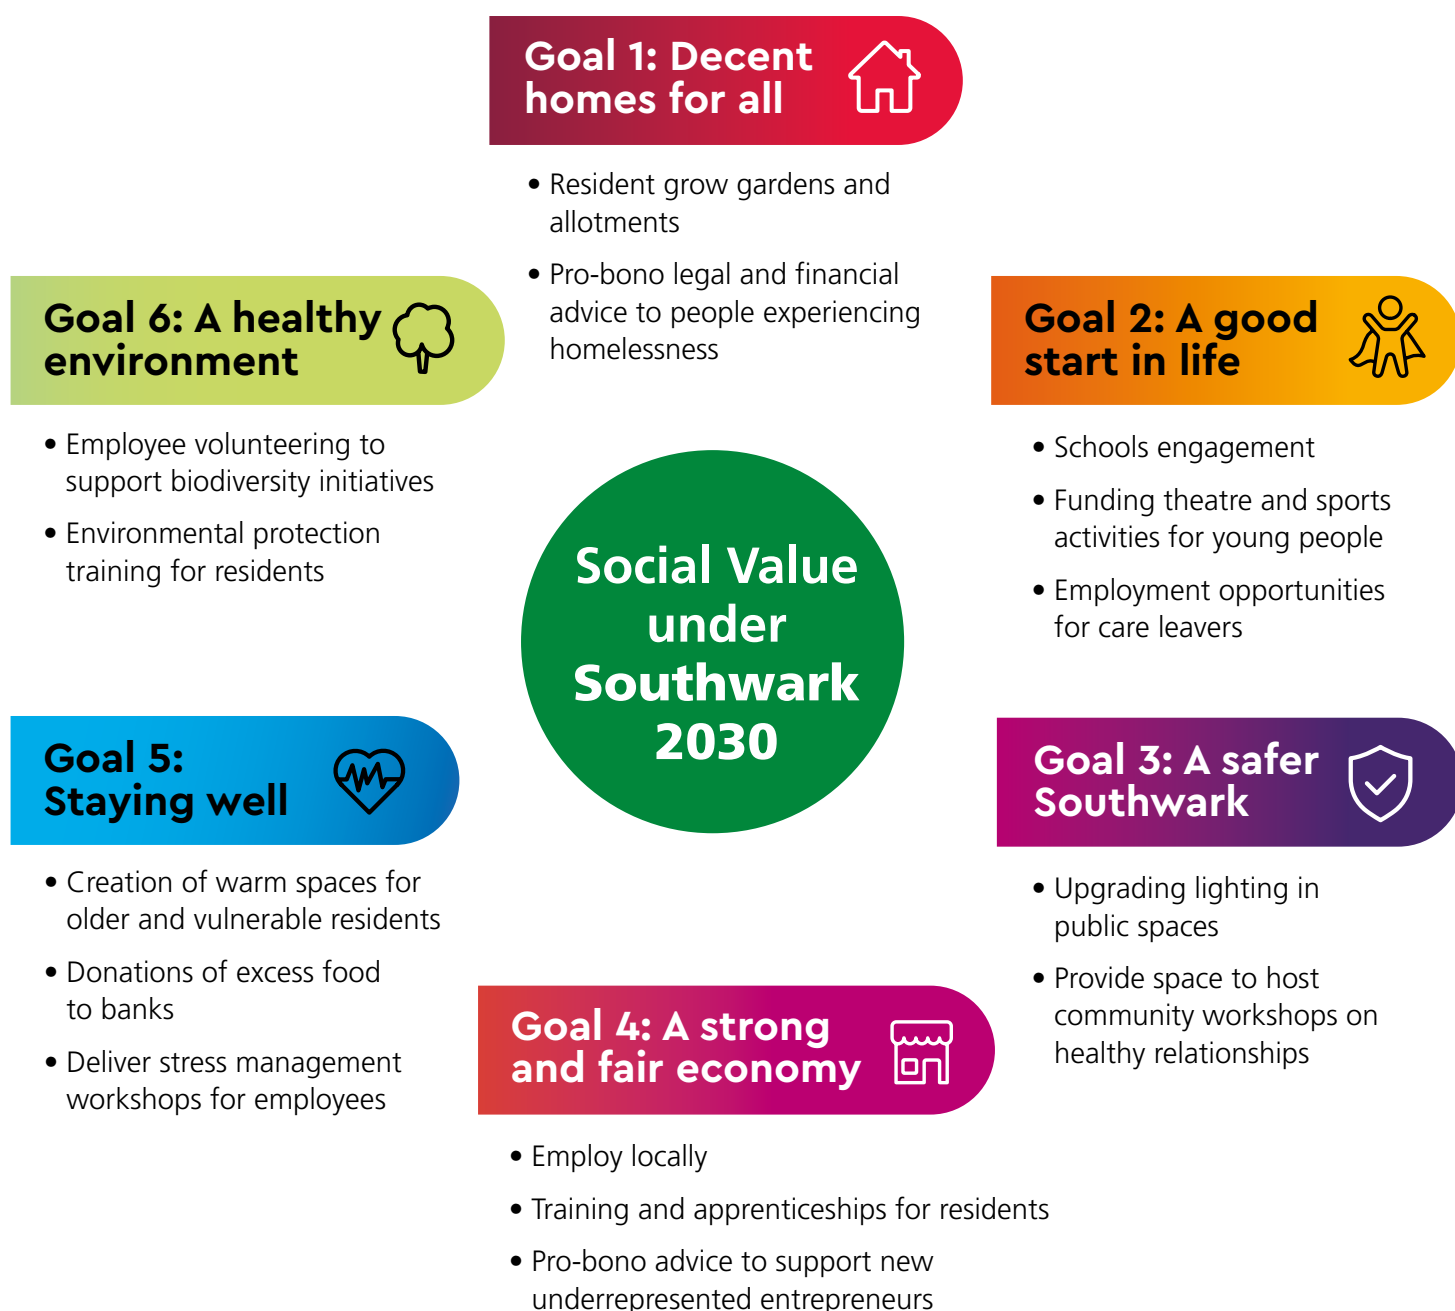 Goal 1: Decent
homes for all
• Resident grow gardens and
allotments
• Pro-bono legal and financial
advice to people experiencing
homelessness
Goal 2: A good
start in life
• Schools engagement
• Funding theatre and sports
activities for young people
• Employment opportunities
for care leavers
Goal 3: A safer
Southwark
• Upgrading lighting in
public spaces
• Provide space to host
community workshops on
healthy relationships
Goal 4: A strong
and fair economy
• Employ locally
• Training and apprenticeships for residents
• Pro-bono advice to support new
underrepresented entrepreneurs
Goal 5:
Staying well
• Creation of warm spaces for
older and vulnerable residents
• Donations of excess food
to banks
• Deliver stress management
workshops for employees
Goal 6: A healthy
environment
• Employee volunteering to
support biodiversity initiatives
• Environmental protection
training for residents
Social Value
under
Southwark
2030